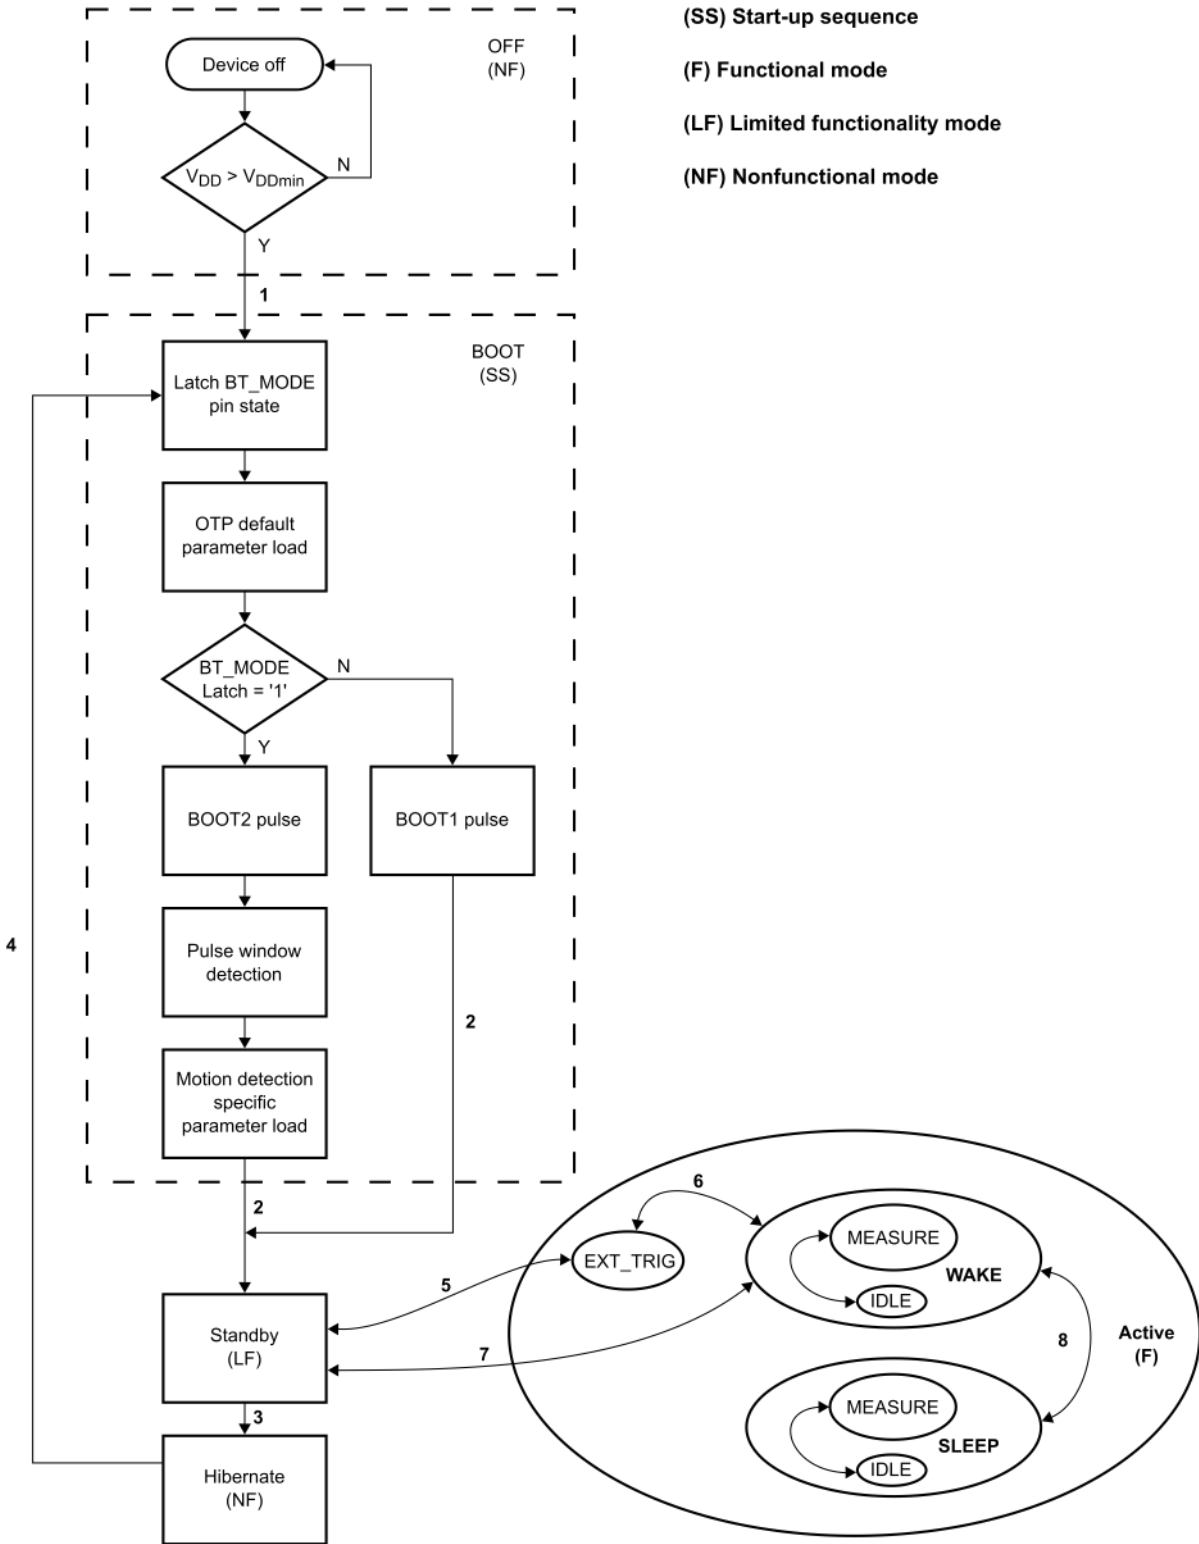 (SS) Start-up sequence
(F) Functional mode
(LF) Limited functionality mode
(NF) Nonfunctional mode
OFF
(NF)
Device off
VDD > VDDmin
N
Y
1
BOOT
(SS)
Latch BT_MODE
pin state
OTP default
parameter load
BT_MODE
Latch = '1'
N
Y
BOOT2 pulse
BOOT1 pulse
Pulse window
detection
4
2
Motion detection
specific
parameter load
2
6
MEASURE
EXT_TRIG
WAKE
IDLE
5
Standby
(LF)
7
8
Active
(F)
3
MEASURE
SLEEP
IDLE
Hibernate
(NF)